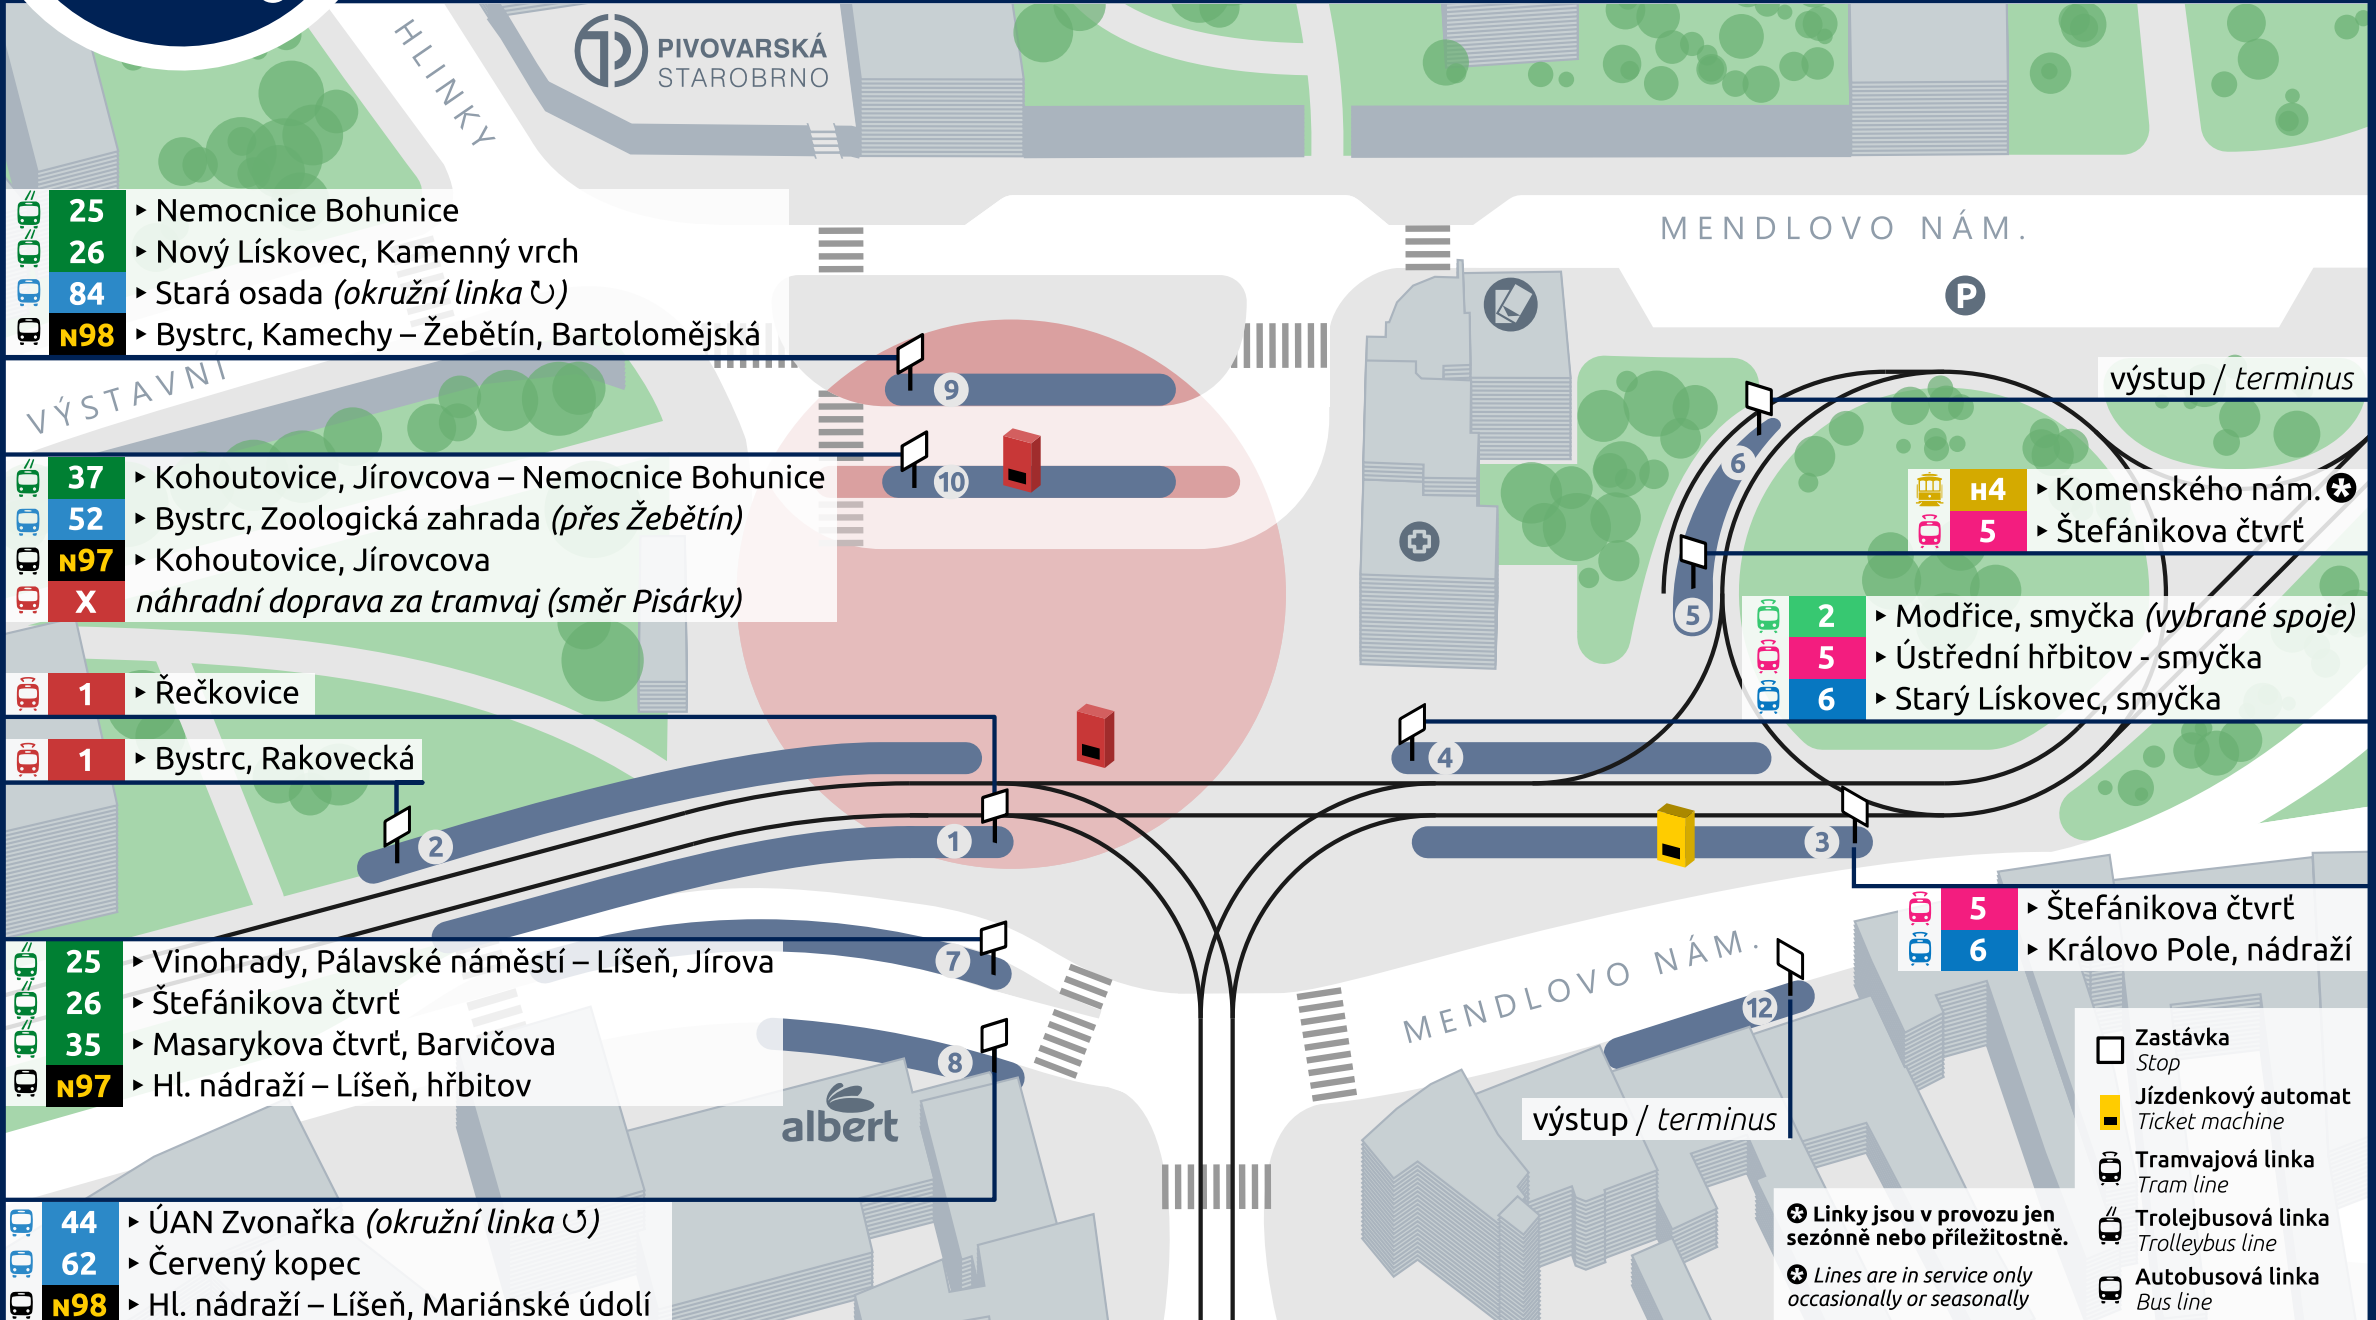 HLINKY
PIVOVARSKÁ
STAROBRNO
25 ▸ Nemocnice Bohunice
26 ▸ Nový Lískovec, Kamenný vrch
84 ▸ Stará osada (okružní linka ↻)
N98 ▸ Bystrc, Kamechy – Žebětín, Bartolomějská
MENDLOVO NÁM.
P
VÝSTAVNÍ
9
výstup / terminus
37 ▸ Kohoutovice, Jírovcova – Nemocnice Bohunice
52 ▸ Bystrc, Zoologická zahrada (přes Žebětín)
N97 ▸ Kohoutovice, Jírovcova
X náhradní doprava za tramvaj (směr Pisárky)
10
6
H4 ▸ Komenského nám.
5 ▸ Štefánikova čtvrť
5
2 ▸ Modřice, smyčka (vybrané spoje)
5 ▸ Ústřední hřbitov - smyčka
6 ▸ Starý Lískovec, smyčka
1 ▸ Řečkovice
1 ▸ Bystrc, Rakovecká
4
2
1
3
5 ▸ Štefánikova čtvrť
6 ▸ Královo Pole, nádraží
25 ▸ Vinohrady, Pálavské náměstí – Líšeň, Jírova
26 ▸ Štefánikova čtvrť
35 ▸ Masarykova čtvrť, Barvičova
N97 ▸ Hl. nádraží – Líšeň, hřbitov
7
MENDLOVO NÁM.
12
8
albert
výstup / terminus
44 ▸ ÚAN Zvonařka (okružní linka ↺)
62 ▸ Červený kopec
N98 ▸ Hl. nádraží – Líšeň, Mariánské údolí
Linky jsou v provozu jen
sezónně nebo příležitostně.
Lines are in service only
occasionally or seasonally
Zastávka
Stop
Jízdenkový automat
Ticket machine
Tramvajová linka
Tram line
Trolejbusová linka
Trolleybus line
Autobusová linka
Bus line